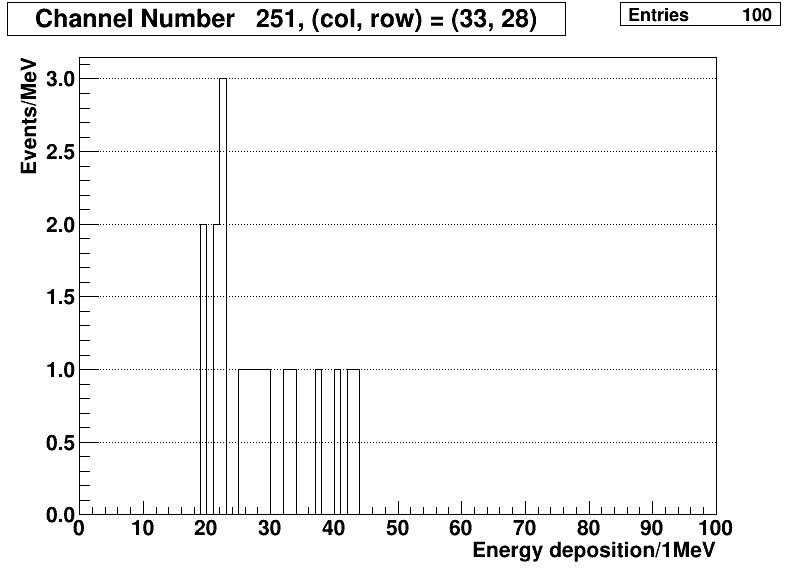 Channel Number 251, (col, row) = (33, 28)
Entries 100
Events/MeV
3.0
2.5
2.0
1.5
1.0
0.5
0.0
0 10 20 30 40 50 60 70 80 90 100
Energy deposition/1MeV